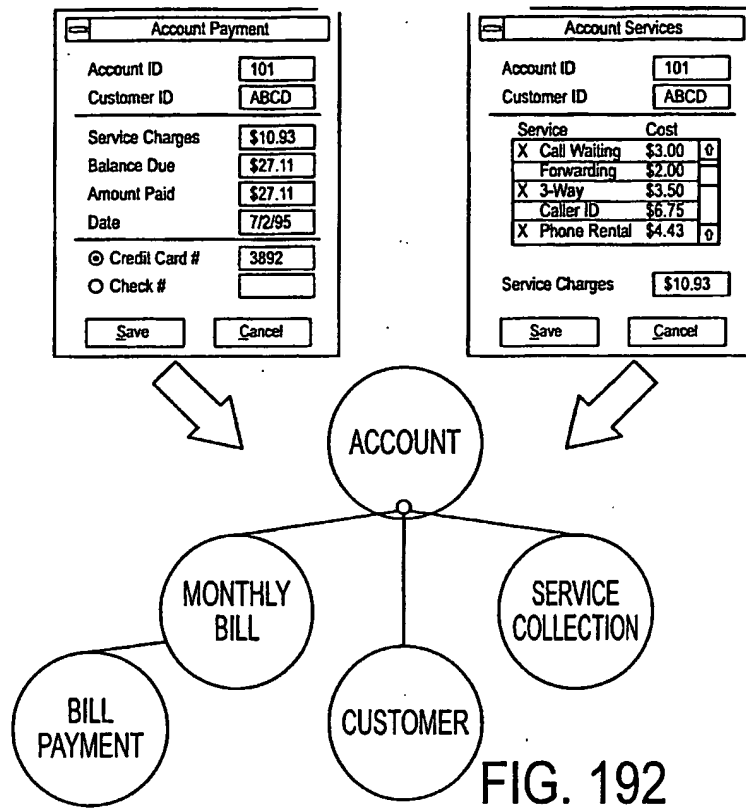 Account Payment
Account ID 101
Customer ID ABCD
Service Charges $10.93
Balance Due $27.11
Amount Paid $27.11
Date 7/2/95
Credit Card # 3892
Check #
Save Cancel
Account Services
Account ID 101
Customer ID ABCD
Service Cost
X Call Waiting $3.00
Forwarding $2.00
X 3-Way $3.50
Caller ID $6.75
X Phone Rental $4.43
Service Charges $10.93
Save Cancel
ACCOUNT
MONTHLY
BILL
SERVICE
COLLECTION
BILL
PAYMENT
CUSTOMER
FIG. 192